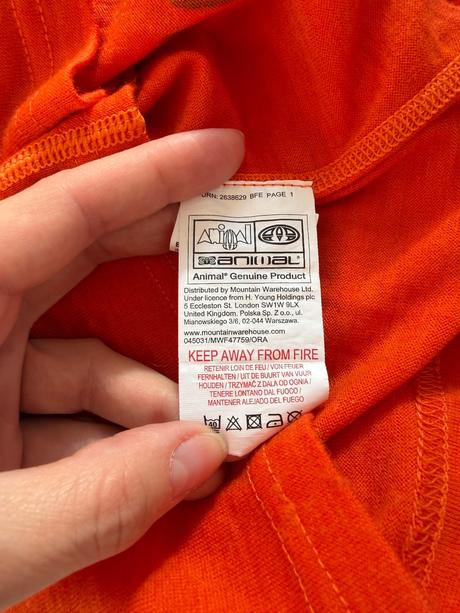 URN: 2638629 BFE PAGE 1
ANIMAL
animal®
Animal® Genuine Product
Distributed by Mountain Warehouse Ltd.
Under licence from H. Young Holdings plc
5 Eccleston St. London SW1W 9LX
United Kingdom. Polska Sp. Z o.o., ul.
Mianowskiego 3/6, 02-044 Warszawa.
www.mountainwarehouse.com
045031/MWF47759/ORA
KEEP AWAY FROM FIRE
RETENIR LOIN DE FEU / VON FEUER
FERNHALTEN / UIT DE BUURT VAN VUUR
HOUDEN / TRZYMAĆ Z DALA OD OGNIA /
TENERE LONTANO DAL FUOCO /
MANTENER ALEJADO DEL FUEGO
40